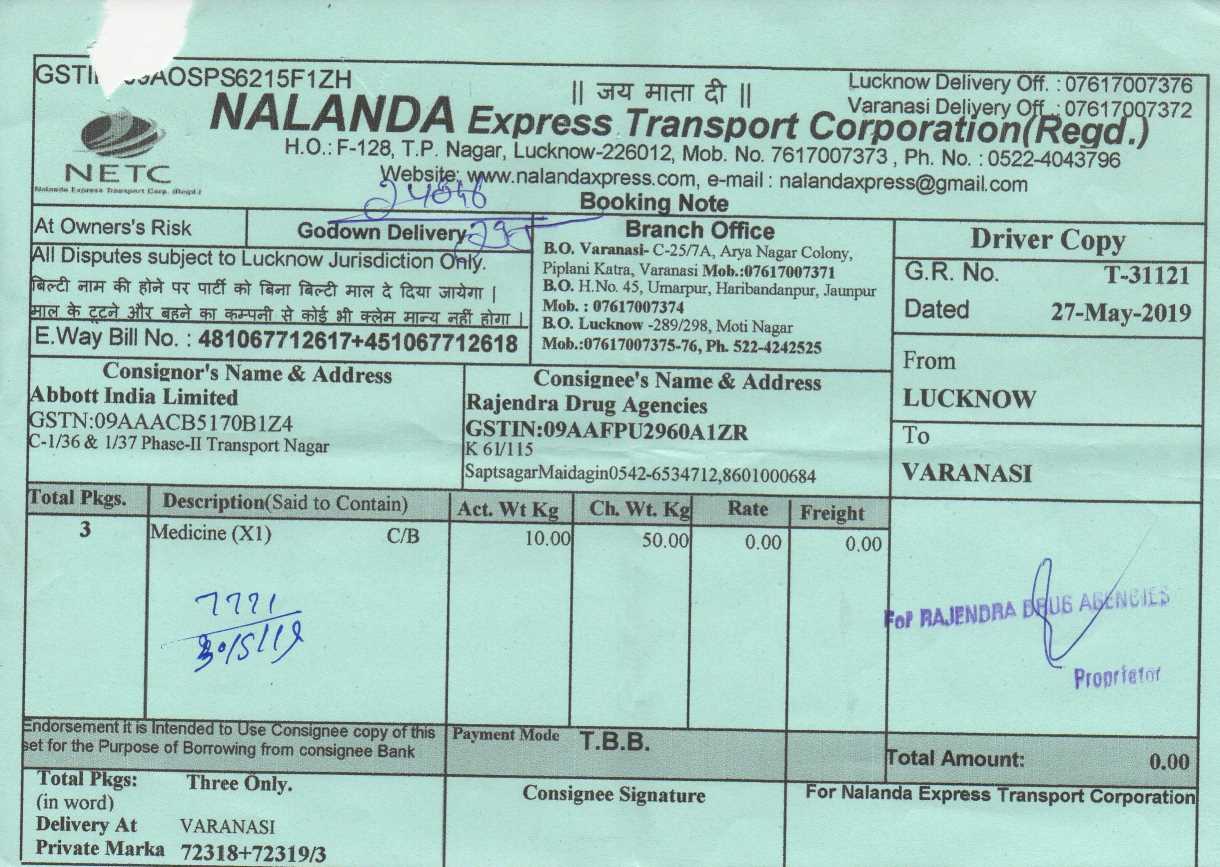 GSTIN 09AOSPS6215F1ZH
|| जय माता दी ||
Lucknow Delivery Off. : 07617007376
Varanasi Delivery Off. : 07617007372
NALANDA Express Transport Corporation(Regd.)
H.O.: F-128, T.P. Nagar, Lucknow-226012, Mob. No. 7617007373 , Ph. No. : 0522-4043796
NETC
Nalanda Express Transport Corp. (Regd.)
Website: www.nalandaxpress.com, e-mail : nalandaxpress@gmail.com
Booking Note
At Owners's Risk
Godown Delivery
All Disputes subject to Lucknow Jurisdiction Only.
बिल्टी नाम की होने पर पार्टी को बिना बिल्टी माल दे दिया जायेगा |
माल के टूटने और बहने का कम्पनी से कोई भी क्लेम मान्य नहीं होगा |
E.Way Bill No. : 481067712617+451067712618
Branch Office
B.O. Varanasi- C-25/7A, Arya Nagar Colony,
Piplani Katra, Varanasi Mob.:07617007371
B.O. H.No. 45, Umarpur, Haribandanpur, Jaunpur
Mob. : 07617007374
B.O. Lucknow -289/298, Moti Nagar
Mob.:07617007375-76, Ph. 522-4242525
Driver Copy
G.R. No. T-31121
Dated 27-May-2019
From
LUCKNOW
To
VARANASI
Consignor's Name & Address
Abbott India Limited
GSTN:09AAACB5170B1Z4
C-1/36 & 1/37 Phase-II Transport Nagar
Consignee's Name & Address
Rajendra Drug Agencies
GSTIN:09AAFPU2960A1ZR
K 61/115
SaptsagarMaidagin0542-6534712,8601000684
Total Pkgs. Description(Said to Contain) Act. Wt Kg Ch. Wt. Kg Rate Freight
3 Medicine (X1) C/B 10.00 50.00 0.00 0.00
7771
30/5/19
For RAJENDRA DRUG AGENCIES
Proprietor
Endorsement it is Intended to Use Consignee copy of this
set for the Purpose of Borrowing from consignee Bank
Payment Mode T.B.B.
Total Amount: 0.00
Total Pkgs: Three Only.
(in word)
Delivery At VARANASI
Private Marka 72318+72319/3
Consignee Signature
For Nalanda Express Transport Corporation